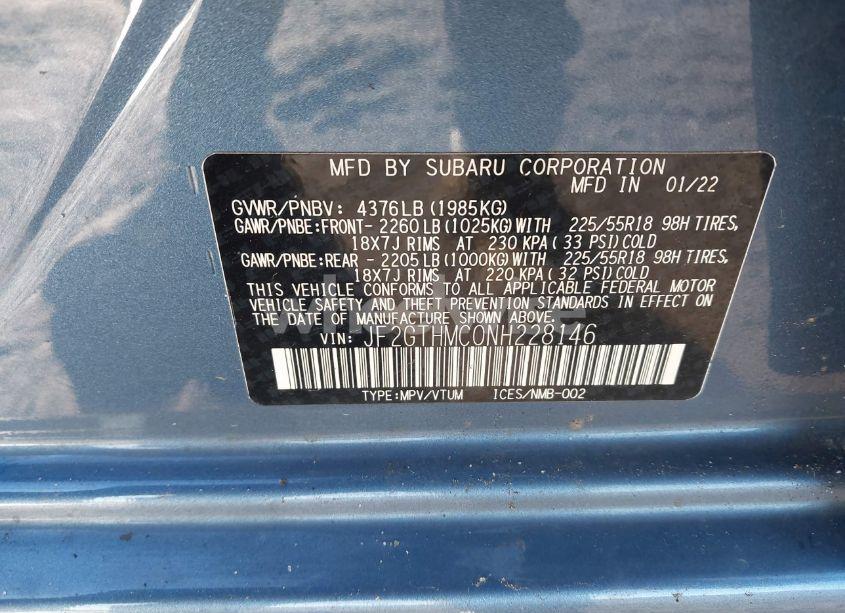 MFD BY SUBARU CORPORATION
MFD IN 01/22
GVWR/PNBV: 4376LB (1985KG)
GAWR/PNBE:FRONT- 2260LB (1025KG) WITH 225/55R18 98H TIRES,
18X7J RIMS AT 230 KPA (33 PSI) COLD
GAWR/PNBE:REAR - 2205LB (1000KG) WITH 225/55R18 98H TIRES,
18X7J RIMS AT 220 KPA (32 PSI) COLD
THIS VEHICLE CONFORMS TO ALL APPLICABLE FEDERAL MOTOR
VEHICLE SAFETY AND THEFT PREVENTION STANDARDS IN EFFECT ON
THE DATE OF MANUFACTURE SHOWN ABOVE.
VIN: JF2GTHMC0NH228146
TYPE:MPV/VTUM ICES/NMB-002